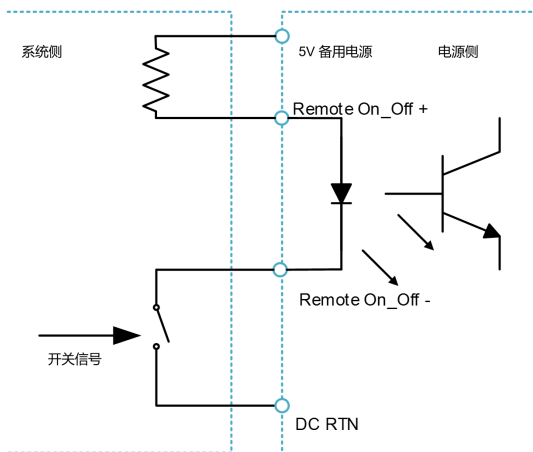 系统侧
5V 备用电源
电源侧
Remote On_Off +
Remote On_Off -
开关信号
DC RTN